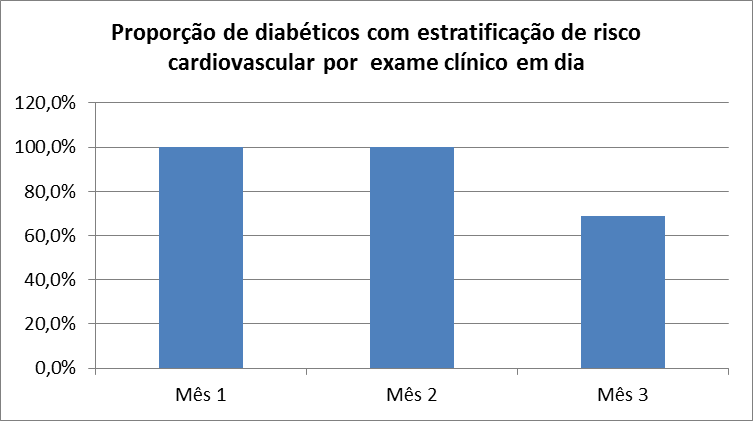 Proporção de diabéticos com estratificação de risco
cardiovascular por exame clínico em dia
120,0%
100,0%
80,0%
60,0%
40,0%
20,0%
0,0%
Mês 1 Mês 2 Mês 3